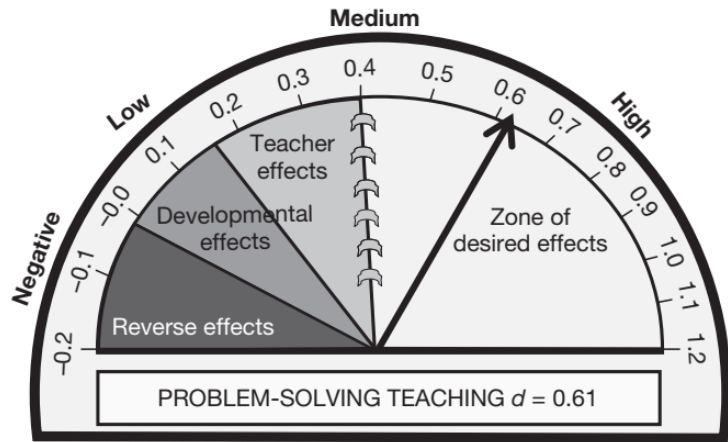 Medium
Low
High
Negative
−0.2
−0.1
−0.0
0.1
0.2
0.3
0.4
0.5
0.6
0.7
0.8
0.9
1.0
1.1
1.2
Teacher
effects
Developmental
effects
Reverse effects
Zone of
desired effects
PROBLEM-SOLVING TEACHING d = 0.61